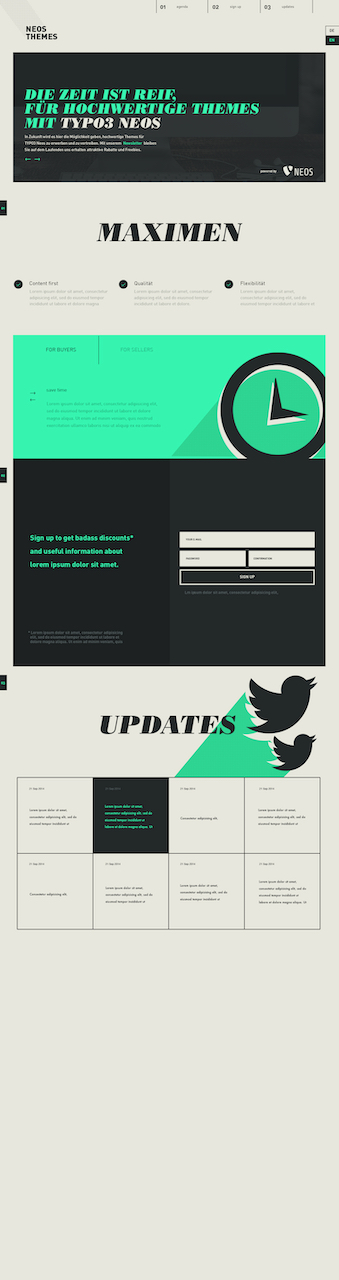 01 agenda
02 sign up
03 updates
NEOS
THEMES
DE
EN
DIE ZEIT IST REIF,
FÜR HOCHWERTIGE THEMES
MIT TYPO3 NEOS
In Zukunft wird es hier die Möglichkeit geben, hochwertige Themes für
TYPO3 Neos zu erwerben und zu vertreiben. Mit unserem Newsletter bleiben
Sie auf dem Laufenden uns erhalten attraktive Rabatte und Freebies.
powered by NEOS
01
MAXIMEN
Content first
Lorem ipsum dolor sit amet, consectetur
adipiscing elit, sed do eiusmod tempor
incididunt ut labore et dolore magna
Qualität
Lorem ipsum dolor sit amet, consectetur
adipiscing elit, sed do eiusmod tempor
incididunt ut labore et dolore
Flexibilität
Lorem ipsum dolor sit amet, consectetur
adipiscing elit, sed do eiusmod tempor
incididunt ut labore et
FOR BUYERS
FOR SELLERS
save time
Lorem ipsum dolor sit amet, consectetur adipiscing elit,
sed do eiusmod tempor incididunt ut labore et dolore
magna aliqua. Ut enim ad minim veniam, quis nostrud
exercitation ullamco laboris nisi ut aliquip ex ea commodo
02
Sign up to get badass discounts*
and useful information about
lorem ipsum dolor sit amet.
YOUR E-MAIL
PASSWORD
CONFIRMATION
SIGN UP
Lorem ipsum dolor sit amet, consectetur adipiscing elit,
* Lorem ipsum dolor sit amet, consectetur adipiscing
elit, sed do eiusmod tempor incididunt ut labore et
dolore magna aliqua. Ut enim ad minim veniam, quis
03
UPDATES
21 Sep 2014
Lorem ipsum dolor sit amet,
consectetur adipiscing elit, sed do
eiusmod tempor incididunt ut
21 Sep 2014
Lorem ipsum dolor sit amet,
consectetur adipiscing elit, sed do
eiusmod tempor incididunt ut
labore et dolore magna aliqua. Ut
21 Sep 2014
Consectetur adipiscing elit,
21 Sep 2014
Lorem ipsum dolor sit amet,
consectetur adipiscing elit, sed do
eiusmod tempor incididunt ut
21 Sep 2014
Consectetur adipiscing elit,
21 Sep 2014
Lorem ipsum dolor sit amet,
consectetur adipiscing elit, sed do
eiusmod tempor incididunt ut
21 Sep 2014
Lorem ipsum dolor sit amet,
consectetur adipiscing elit, sed do
eiusmod tempor incididunt ut
21 Sep 2014
Lorem ipsum dolor sit amet,
consectetur adipiscing elit, sed do
eiusmod tempor incididunt ut
labore et dolore magna aliqua. Ut